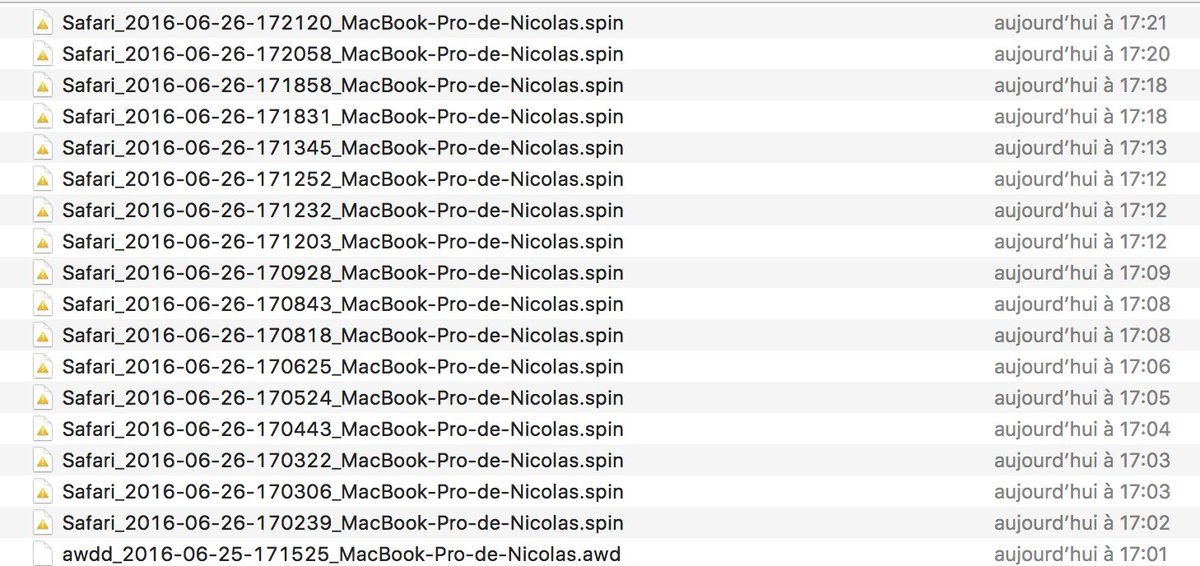 Safari_2016-06-26-172120_MacBook-Pro-de-Nicolas.spin aujourd’hui à 17:21
Safari_2016-06-26-172058_MacBook-Pro-de-Nicolas.spin aujourd’hui à 17:20
Safari_2016-06-26-171858_MacBook-Pro-de-Nicolas.spin aujourd’hui à 17:18
Safari_2016-06-26-171831_MacBook-Pro-de-Nicolas.spin aujourd’hui à 17:18
Safari_2016-06-26-171345_MacBook-Pro-de-Nicolas.spin aujourd’hui à 17:13
Safari_2016-06-26-171252_MacBook-Pro-de-Nicolas.spin aujourd’hui à 17:12
Safari_2016-06-26-171232_MacBook-Pro-de-Nicolas.spin aujourd’hui à 17:12
Safari_2016-06-26-171203_MacBook-Pro-de-Nicolas.spin aujourd’hui à 17:12
Safari_2016-06-26-170928_MacBook-Pro-de-Nicolas.spin aujourd’hui à 17:09
Safari_2016-06-26-170843_MacBook-Pro-de-Nicolas.spin aujourd’hui à 17:08
Safari_2016-06-26-170818_MacBook-Pro-de-Nicolas.spin aujourd’hui à 17:08
Safari_2016-06-26-170625_MacBook-Pro-de-Nicolas.spin aujourd’hui à 17:06
Safari_2016-06-26-170524_MacBook-Pro-de-Nicolas.spin aujourd’hui à 17:05
Safari_2016-06-26-170443_MacBook-Pro-de-Nicolas.spin aujourd’hui à 17:04
Safari_2016-06-26-170322_MacBook-Pro-de-Nicolas.spin aujourd’hui à 17:03
Safari_2016-06-26-170306_MacBook-Pro-de-Nicolas.spin aujourd’hui à 17:03
Safari_2016-06-26-170239_MacBook-Pro-de-Nicolas.spin aujourd’hui à 17:02
awdd_2016-06-25-171525_MacBook-Pro-de-Nicolas.awd aujourd’hui à 17:01